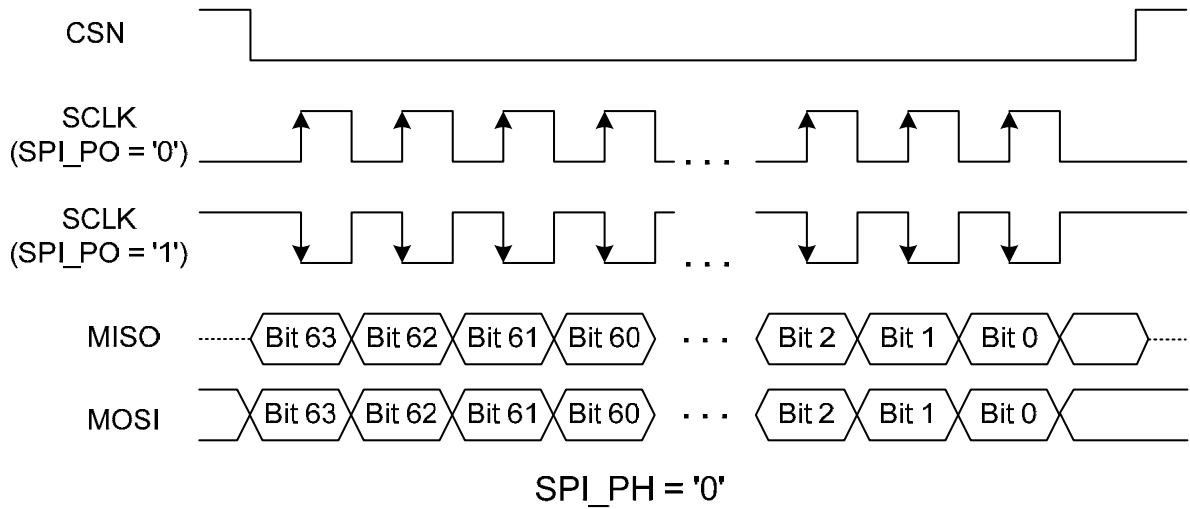 CSN
SCLK
(SPI_PO = '0')
. . .
SCLK
(SPI_PO = '1')
. . .
MISO
Bit 63 Bit 62 Bit 61 Bit 60 . . . Bit 2 Bit 1 Bit 0
MOSI
Bit 63 Bit 62 Bit 61 Bit 60 . . . Bit 2 Bit 1 Bit 0
SPI_PH = '0'